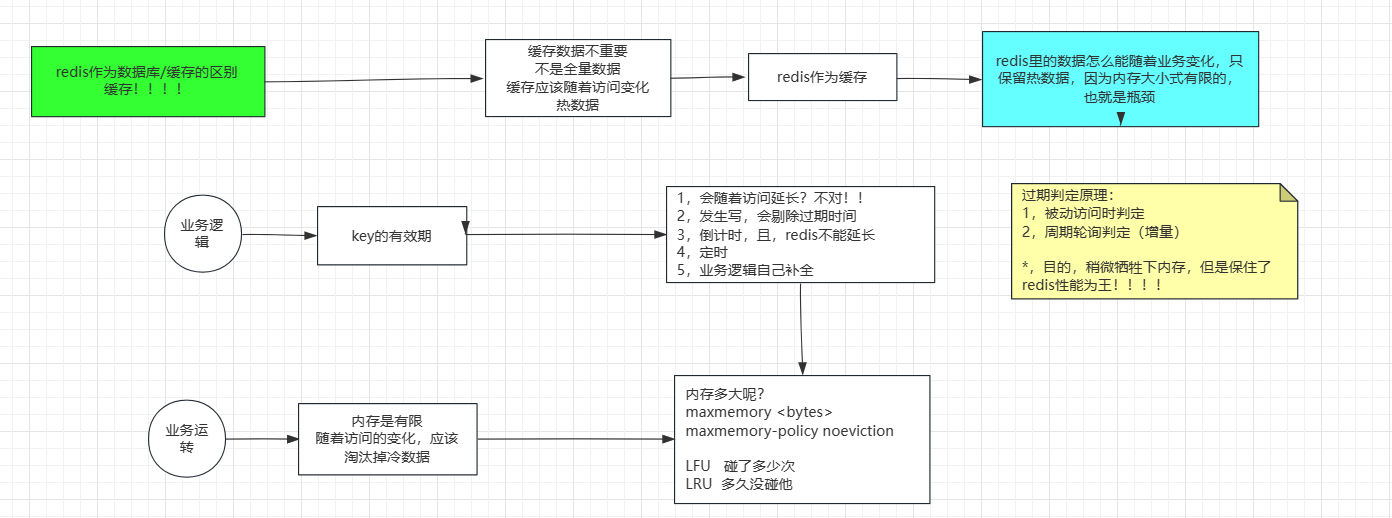 redis作为数据库/缓存的区别
缓存！！！！
缓存数据不重要
不是全量数据
缓存应该随着访问变化
热数据
redis作为缓存
redis里的数据怎么能随着业务变化，只
保留热数据，因为内存大小式有限的，
也就是瓶颈
业务逻
辑
key的有效期
1，会随着访问延长？不对！！
2，发生写，会剔除过期时间
3，倒计时，且，redis不能延长
4，定时
5，业务逻辑自己补全
过期判定原理：
1，被动访问时判定
2，周期轮询判定（增量）
*，目的，稍微牺牲下内存，但是保住了
redis性能为王！！！！
业务运
转
内存是有限
随着访问的变化，应该
淘汰掉冷数据
内存多大呢？
maxmemory <bytes>
maxmemory-policy noeviction
LFU 碰了多少次
LRU 多久没碰他